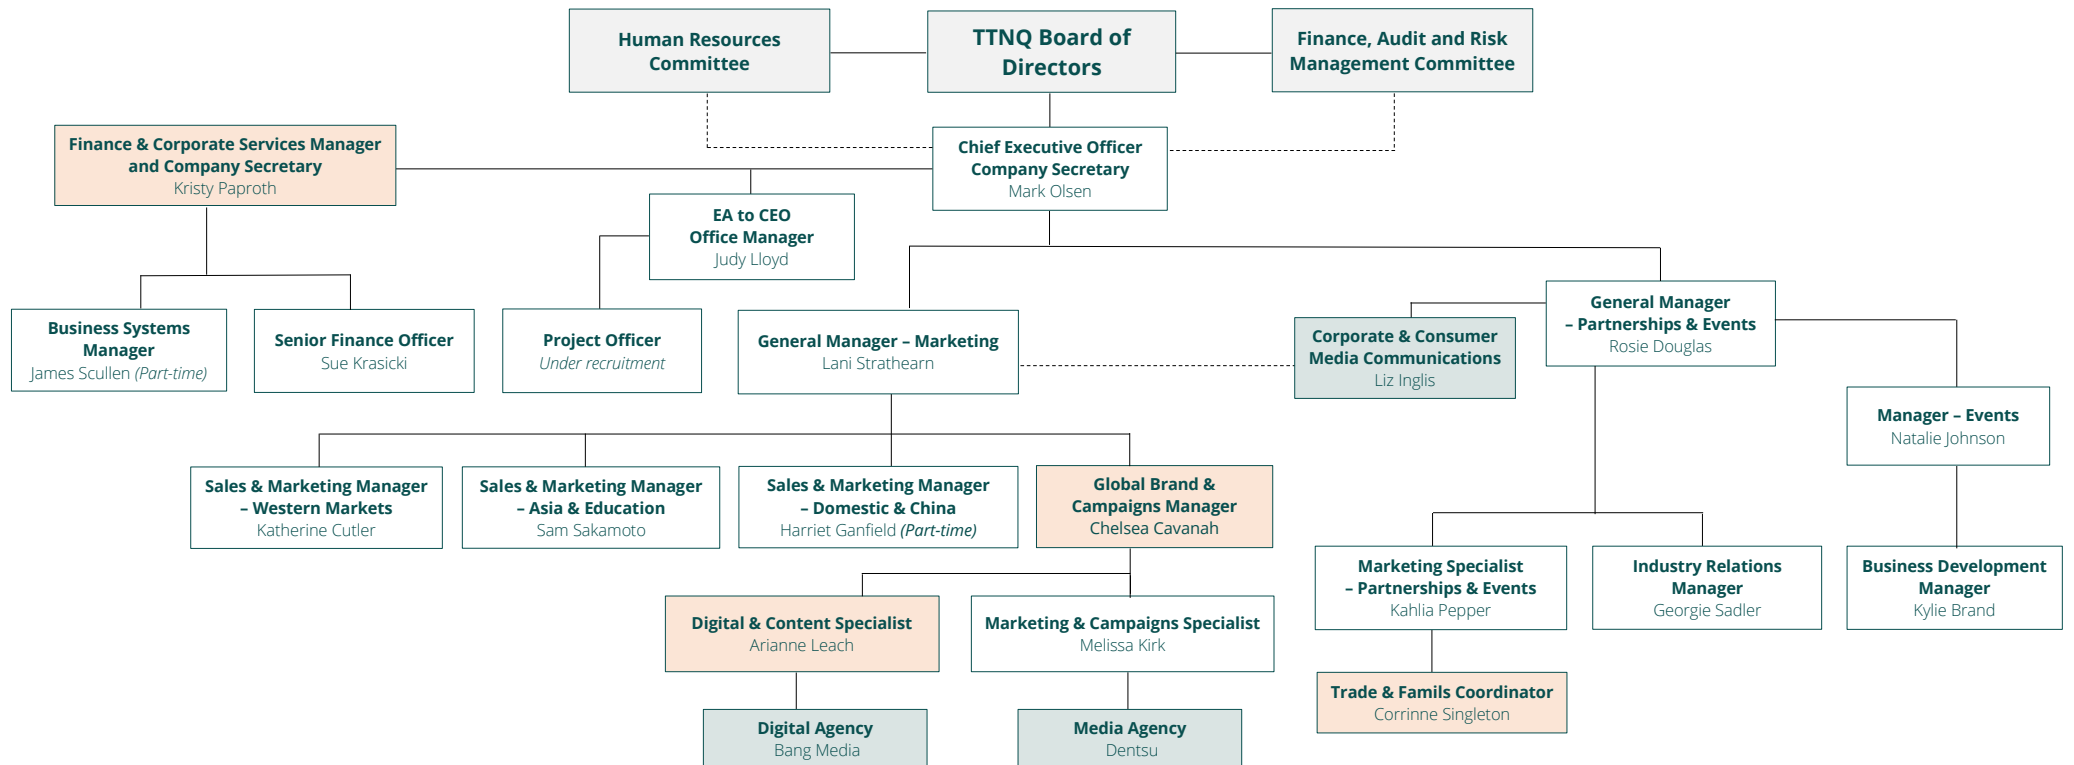 Human Resources
Committee
TTNQ Board of
Directors
Finance, Audit and Risk
Management Committee
Finance & Corporate Services Manager
and Company Secretary
Kristy Paproth
Chief Executive Officer
Company Secretary
Mark Olsen
EA to CEO
Office Manager
Judy Lloyd
Business Systems
Manager
James Scullen (Part-time)
Senior Finance Officer
Sue Krasicki
Project Officer
Under recruitment
General Manager – Marketing
Lani Strathearn
Corporate & Consumer
Media Communications
Liz Inglis
General Manager
– Partnerships & Events
Rosie Douglas
Manager – Events
Natalie Johnson
Sales & Marketing Manager
– Western Markets
Katherine Cutler
Sales & Marketing Manager
– Asia & Education
Sam Sakamoto
Sales & Marketing Manager
– Domestic & China
Harriet Ganfield (Part-time)
Global Brand &
Campaigns Manager
Chelsea Cavanah
Marketing Specialist
– Partnerships & Events
Kahlia Pepper
Industry Relations
Manager
Georgie Sadler
Business Development
Manager
Kylie Brand
Digital & Content Specialist
Arianne Leach
Marketing & Campaigns Specialist
Melissa Kirk
Trade & Famils Coordinator
Corrinne Singleton
Digital Agency
Bang Media
Media Agency
Dentsu